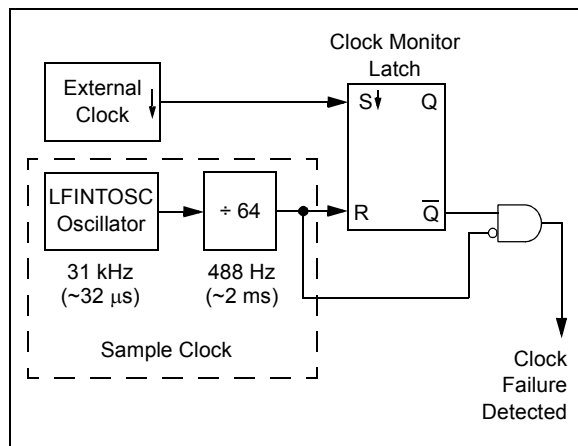 Clock Monitor
Latch
External
Clock
S
Q
LFINTOSC
Oscillator
÷ 64
R
Q̅
31 kHz
(~32 μs)
488 Hz
(~2 ms)
Sample Clock
Clock
Failure
Detected